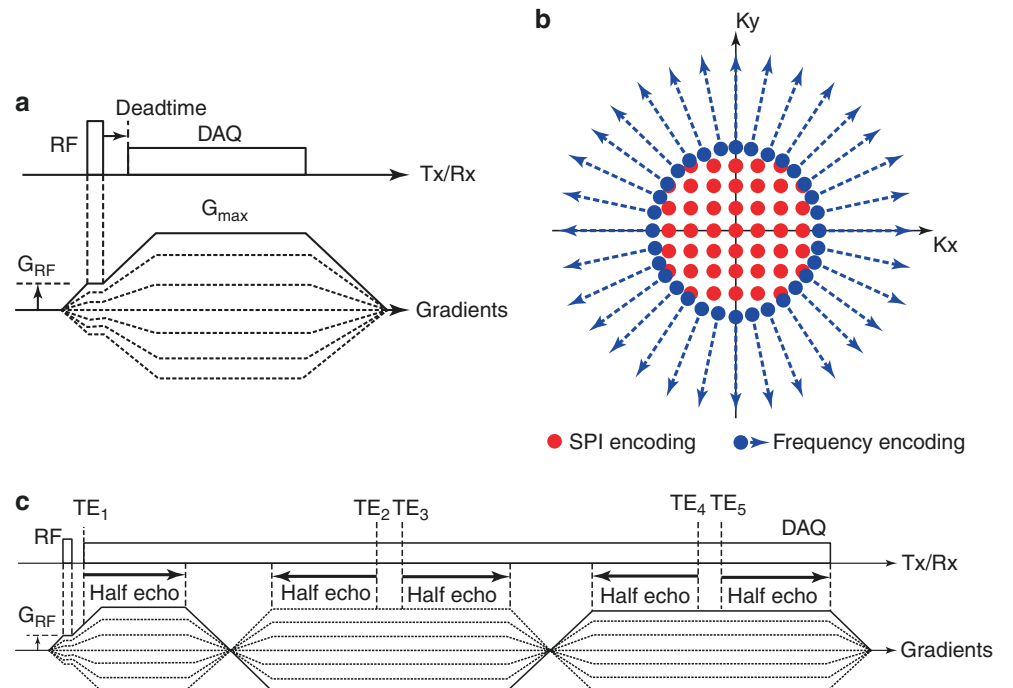 a
Deadtime
RF
DAQ
Tx/Rx
G_max
G_RF
Gradients
b
Ky
Kx
SPI encoding
Frequency encoding
c
TE_1
TE_2 TE_3
TE_4 TE_5
RF
DAQ
Tx/Rx
Half echo
Half echo
Half echo
Half echo
Half echo
G_RF
Gradients